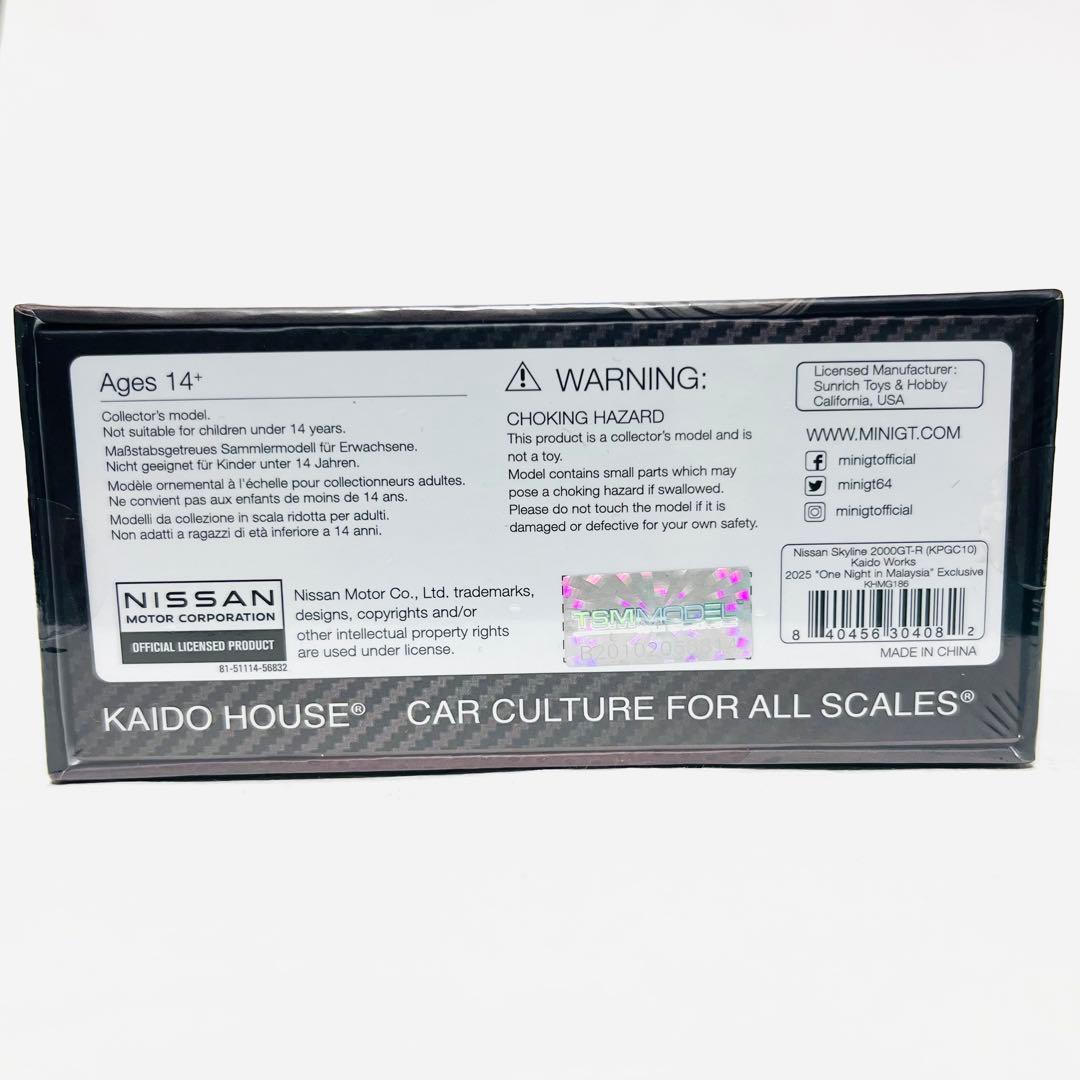 Ages 14+
Collector's model.
Not suitable for children under 14 years.
Maßstabsgetreues Sammlermodell für Erwachsene.
Nicht geeignet für Kinder unter 14 Jahren.
Modèle ornemental à l'échelle pour collectionneurs adultes.
Ne convient pas aux enfants de moins de 14 ans.
Modelli da collezione in scala ridotta per adulti.
Non adatti a ragazzi di età inferiore a 14 anni.
WARNING:
CHOKING HAZARD
This product is a collector's model and is
not a toy.
Model contains small parts which may
pose a choking hazard if swallowed.
Please do not touch the model if it is
damaged or defective for your own safety.
Licensed Manufacturer:
Sunrich Toys & Hobby
California, USA
WWW.MINIGT.COM
minigtofficial
minigt64
minigtofficial
Nissan Skyline 2000GT-R (KPGC10)
Kaido Works
2025 "One Night in Malaysia" Exclusive
KHMG186
8 40456 30408 2
MADE IN CHINA
NISSAN
MOTOR CORPORATION
OFFICIAL LICENSED PRODUCT
81-51114-56832
Nissan Motor Co., Ltd. trademarks,
designs, copyrights and/or
other intellectual property rights
are used under license.
TSMMODEL
KAIDO HOUSE® CAR CULTURE FOR ALL SCALES®